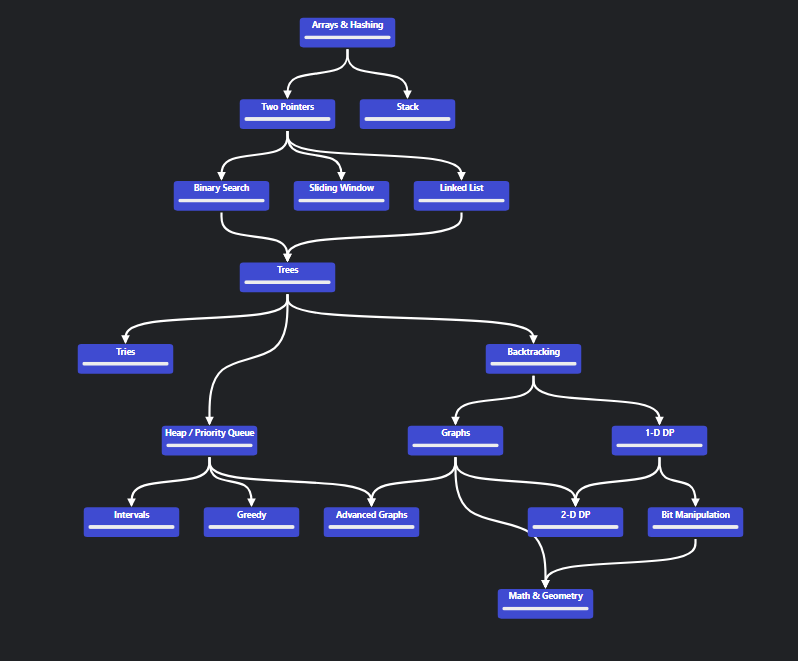 Arrays & Hashing
Two Pointers
Stack
Binary Search
Sliding Window
Linked List
Trees
Tries
Backtracking
Heap / Priority Queue
Graphs
1-D DP
Intervals
Greedy
Advanced Graphs
2-D DP
Bit Manipulation
Math & Geometry